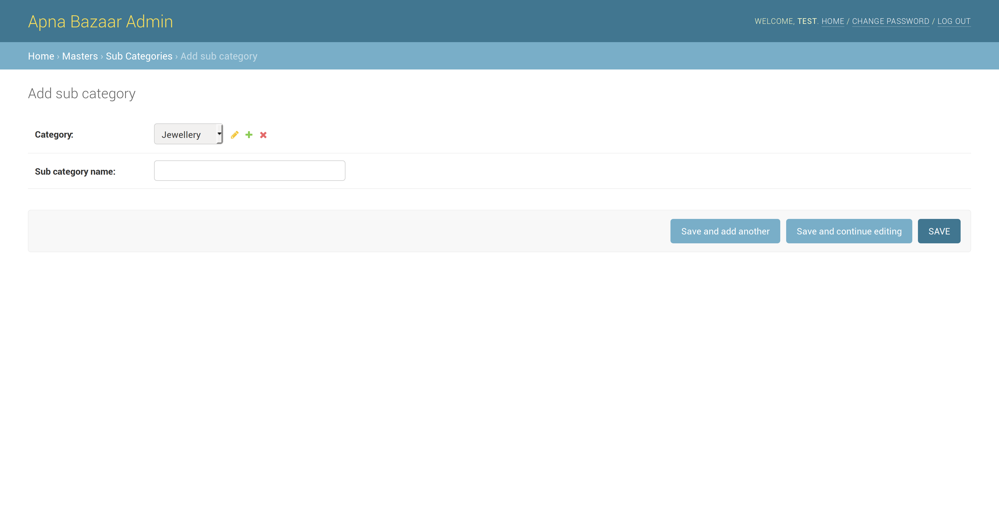 Apna Bazaar Admin
WELCOME, TEST. HOME / CHANGE PASSWORD / LOG OUT
Home › Masters › Sub Categories › Add sub category
Add sub category
Category: Jewellery
Sub category name:
Save and add another Save and continue editing SAVE